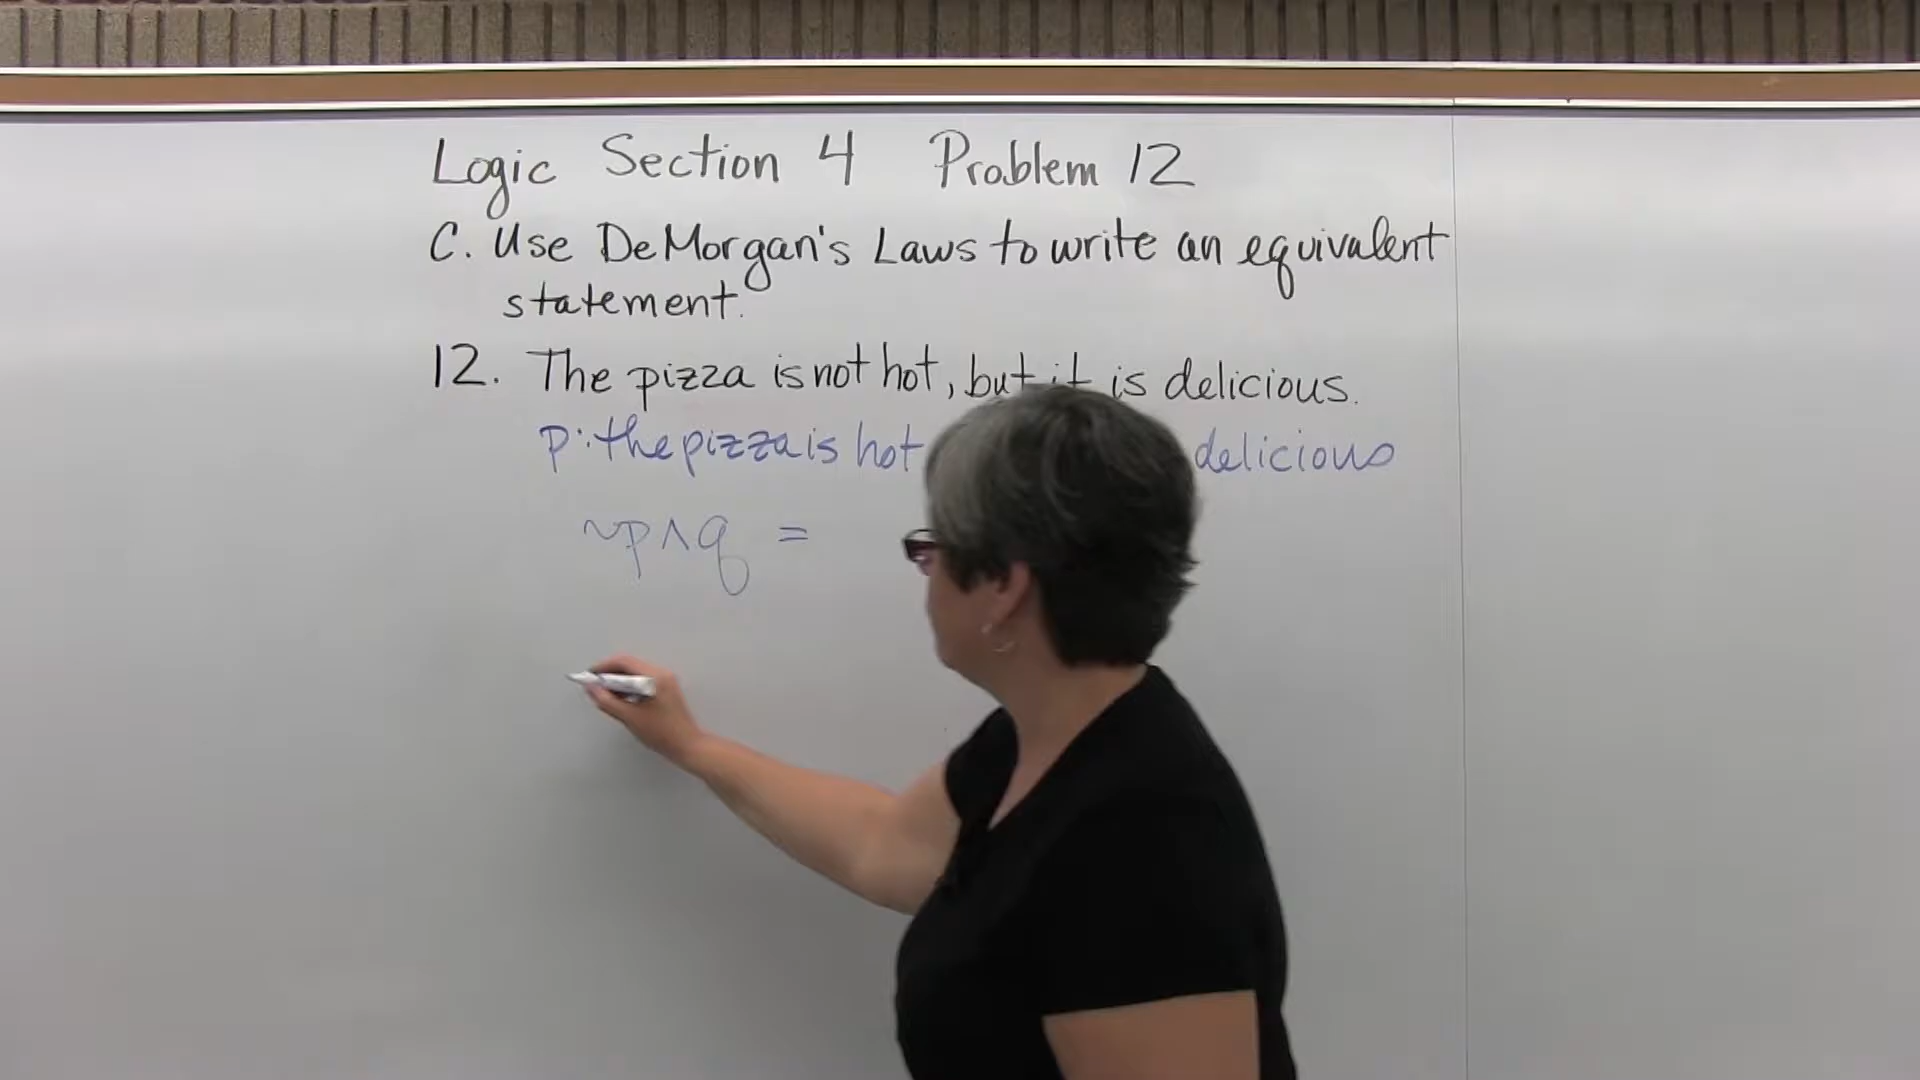 Logic Section 4 Problem 12
C. Use DeMorgan's Laws to write an equivalent
statement.
12. The pizza is not hot, but it is delicious.
p: the pizza is hot delicious
~p∧q =